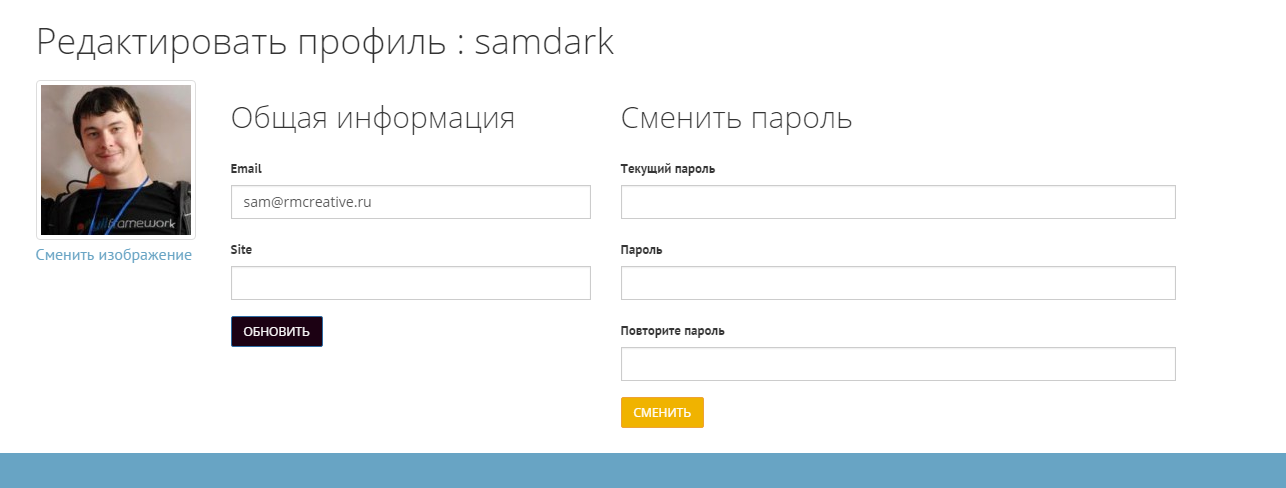 Редактировать профиль : samdark
Общая информация
Сменить пароль
Email
sam@rmcreative.ru
Site
ОБНОВИТЬ
Текущий пароль
Пароль
Повторите пароль
СМЕНИТЬ
framework
Сменить изображение